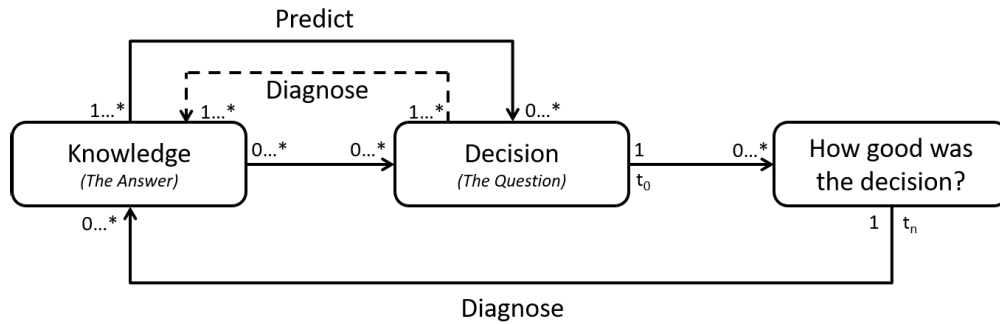 Predict
Diagnose
1...* 1...* 1...* 0...*
Knowledge
(The Answer)
0...* 0...*
Decision
(The Question)
1 0...*
t₀
How good was
the decision?
0...* 1 tₙ
Diagnose